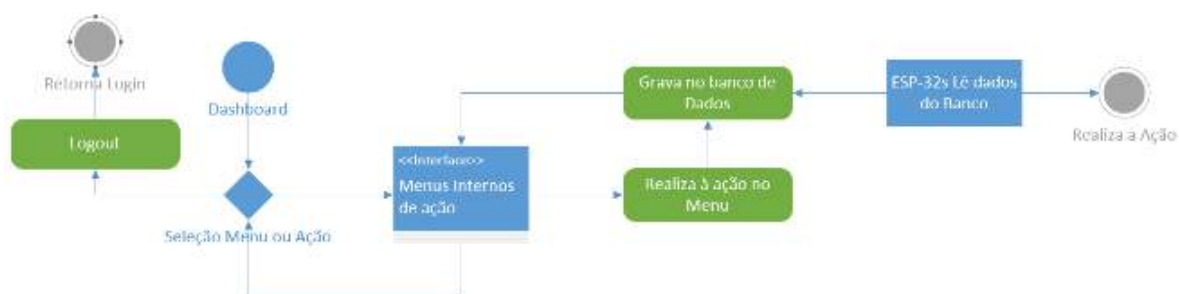 Retorna Login
Logout
Dashboard
Seleção Menu ou Ação
<<Interface>>
Menus Internos
de ação
Grava no banco de
Dados
Realiza a ação no
Menu
ESP-32s Lê dados
do Banco
Realiza a Ação